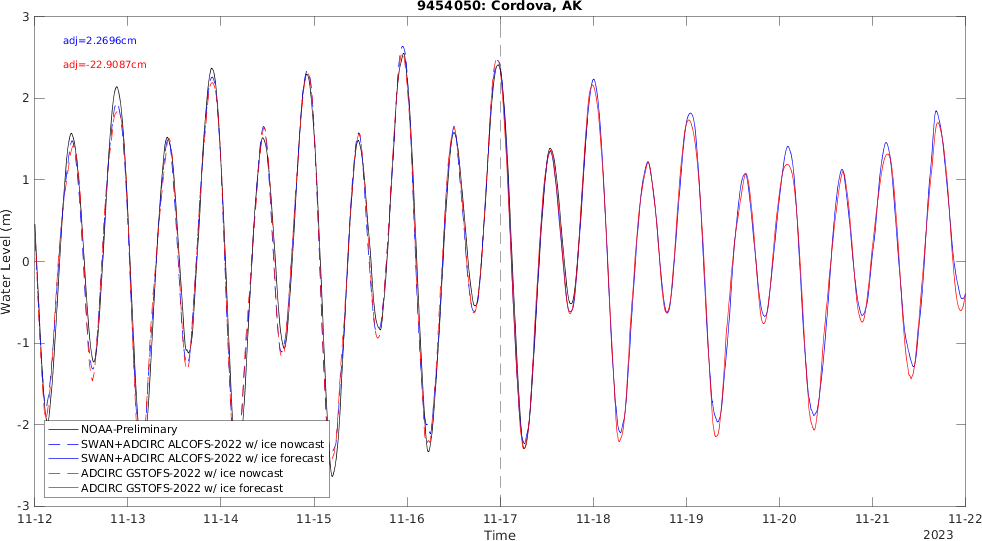 9454050: Cordova, AK
adj=2.2696cm
adj=-22.9087cm
Water Level (m)
3
2
1
0
-1
-2
-3
NOAA-Preliminary
SWAN+ADCIRC ALCOFS-2022 w/ ice nowcast
SWAN+ADCIRC ALCOFS-2022 w/ ice forecast
ADCIRC GSTOFS-2022 w/ ice nowcast
ADCIRC GSTOFS-2022 w/ ice forecast
11-12 11-13 11-14 11-15 11-16 11-17 11-18 11-19 11-20 11-21 11-22
Time
2023